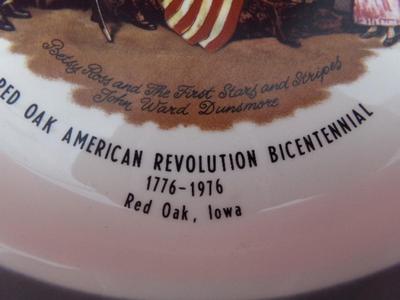 Betsy Ross and The First Stars and Stripes
John Ward Dunsmore
RED OAK AMERICAN REVOLUTION BICENTENNIAL
1776-1976
Red Oak, Iowa